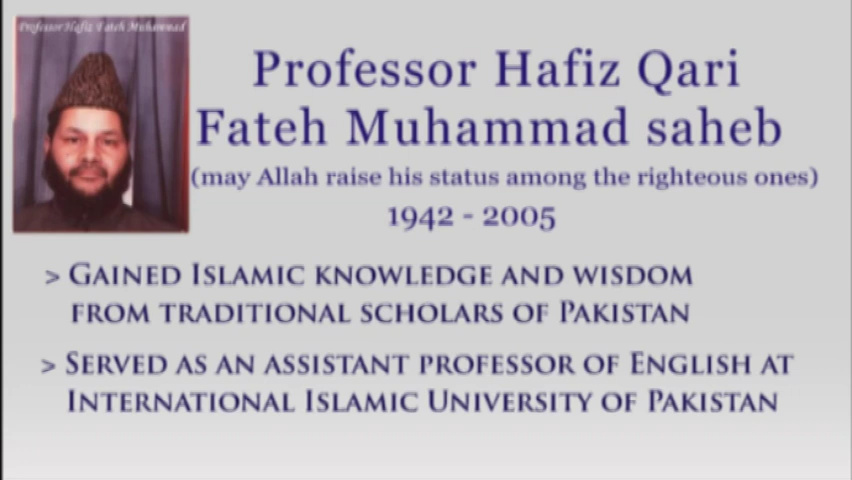 Professor Hafiz Fateh Muhammad
Professor Hafiz Qari
Fateh Muhammad saheb
(may Allah raise his status among the righteous ones)
1942 - 2005
> GAINED ISLAMIC KNOWLEDGE AND WISDOM
FROM TRADITIONAL SCHOLARS OF PAKISTAN
> SERVED AS AN ASSISTANT PROFESSOR OF ENGLISH AT
INTERNATIONAL ISLAMIC UNIVERSITY OF PAKISTAN